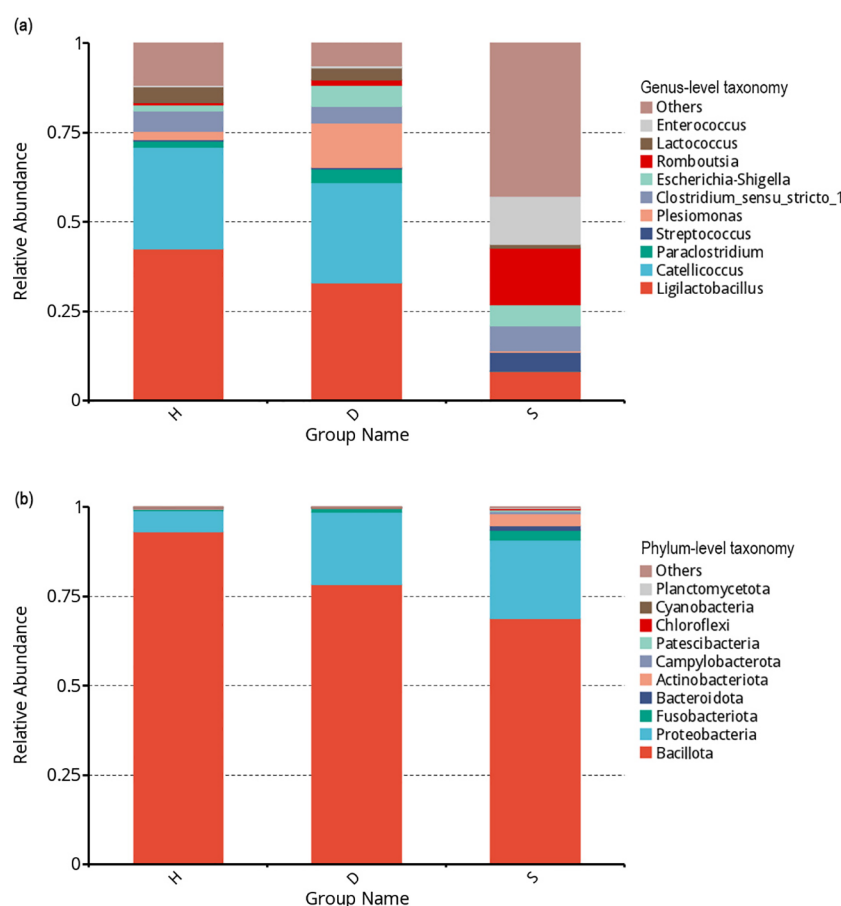 (a)
1
0.75
0.5
0.25
0
Relative Abundance
H
D
S
Group Name
Genus-level taxonomy
Others
Enterococcus
Lactococcus
Romboutsia
Escherichia-Shigella
Clostridium_sensu_stricto_1
Plesiomonas
Streptococcus
Paraclostridium
Catellicoccus
Ligilactobacillus
(b)
1
0.75
0.5
0.25
0
Relative Abundance
H
D
S
Group Name
Phylum-level taxonomy
Others
Planctomycetota
Cyanobacteria
Chloroflexi
Patescibacteria
Campylobacterota
Actinobacteriota
Bacteroidota
Fusobacteriota
Proteobacteria
Bacillota